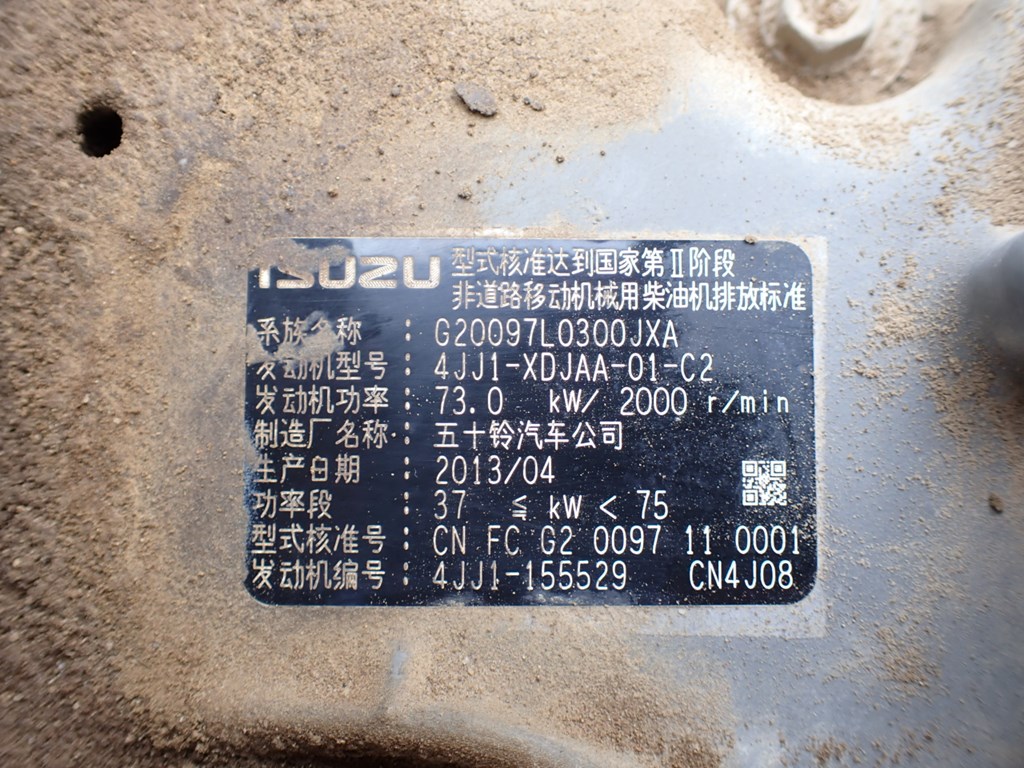 ISUZU
型式核准达到国家第Ⅱ阶段
非道路移动机械用柴油机排放标准
系族名称 : G20097L0300JXA
发动机型号 : 4JJ1-XDJAA-01-C2
发动机功率 : 73.0 kW/ 2000 r/min
制造厂名称 : 五十铃汽车公司
生产日期 : 2013/04
功率段 : 37 ≦ kW < 75
型式核准号 : CN FC G2 0097 11 0001
发动机编号 : 4JJ1-155529 CN4J08